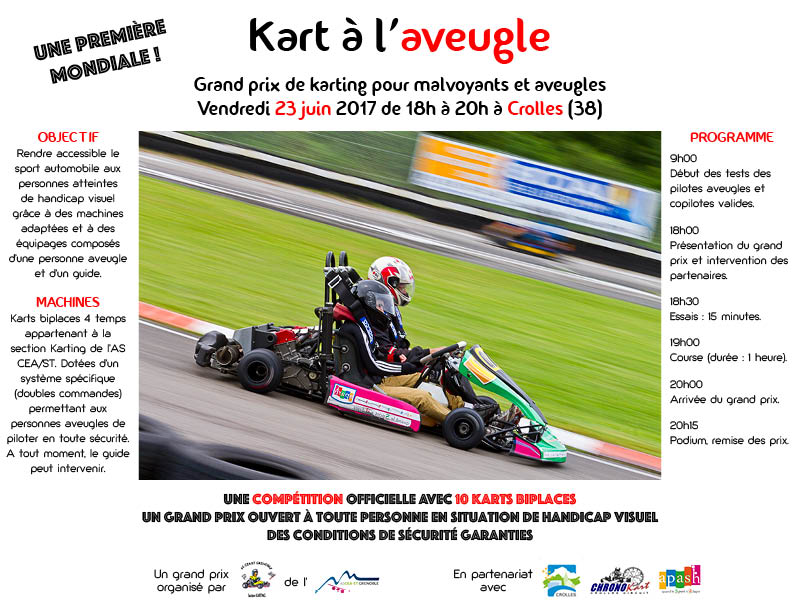 UNE PREMIÈRE
MONDIALE !
Kart à l'aveugle
Grand prix de karting pour malvoyants et aveugles
Vendredi 23 juin 2017 de 18h à 20h à Crolles (38)
OBJECTIF
Rendre accessible le
sport automobile aux
personnes atteintes
de handicap visuel
grâce à des machines
adaptées et à des
équipages composés
d'une personne aveugle
et d'un guide.
MACHINES
Karts biplaces 4 temps
appartenant à la
section Karting de l'AS
CEA/ST. Dotées d'un
système spécifique
(doubles commandes)
permettant aux
personnes aveugles de
piloter en toute sécurité.
A tout moment, le guide
peut intervenir.
PROGRAMME
9h00
Début des tests des
pilotes aveugles et
copilotes valides.
18h00
Présentation du grand
prix et intervention des
partenaires.
18h30
Essais : 15 minutes.
19h00
Course (durée : 1 heure).
20h00
Arrivée du grand prix.
20h15
Podium, remise des prix.
UNE COMPÉTITION OFFICIELLE AVEC 10 KARTS BIPLACES
UN GRAND PRIX OUVERT À TOUTE PERSONNE EN SITUATION DE HANDICAP VISUEL
DES CONDITIONS DE SÉCURITÉ GARANTIES
Un grand prix
organisé par
de l'
En partenariat
avec
CROLLES
CHRONO Kart
apash